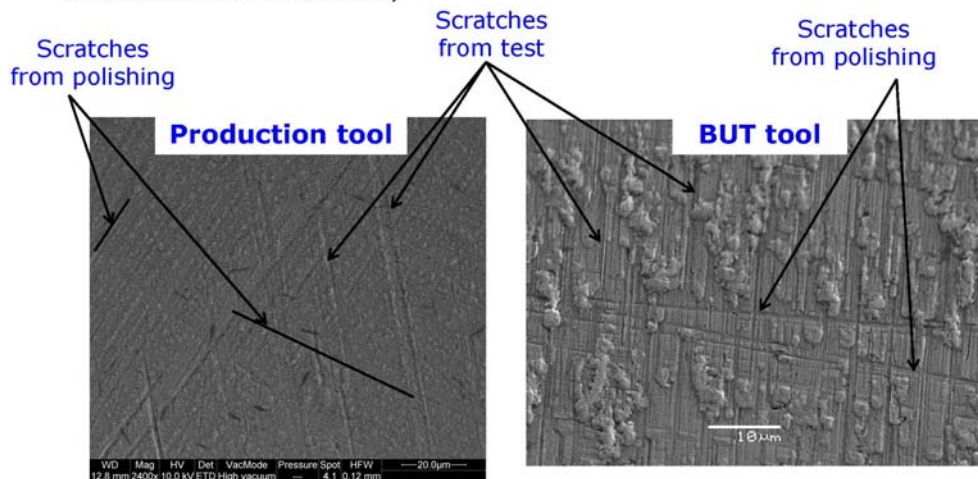 Scratches
from polishing
Scratches
from test
Scratches
from polishing
Production tool
BUT tool
10μm
WD Mag HV Det VacMode Pressure Spot HFW 20.0μm
12.8 mm 2400x 10.0 kV ETD High vacuum --- 4.1 0.12 mm